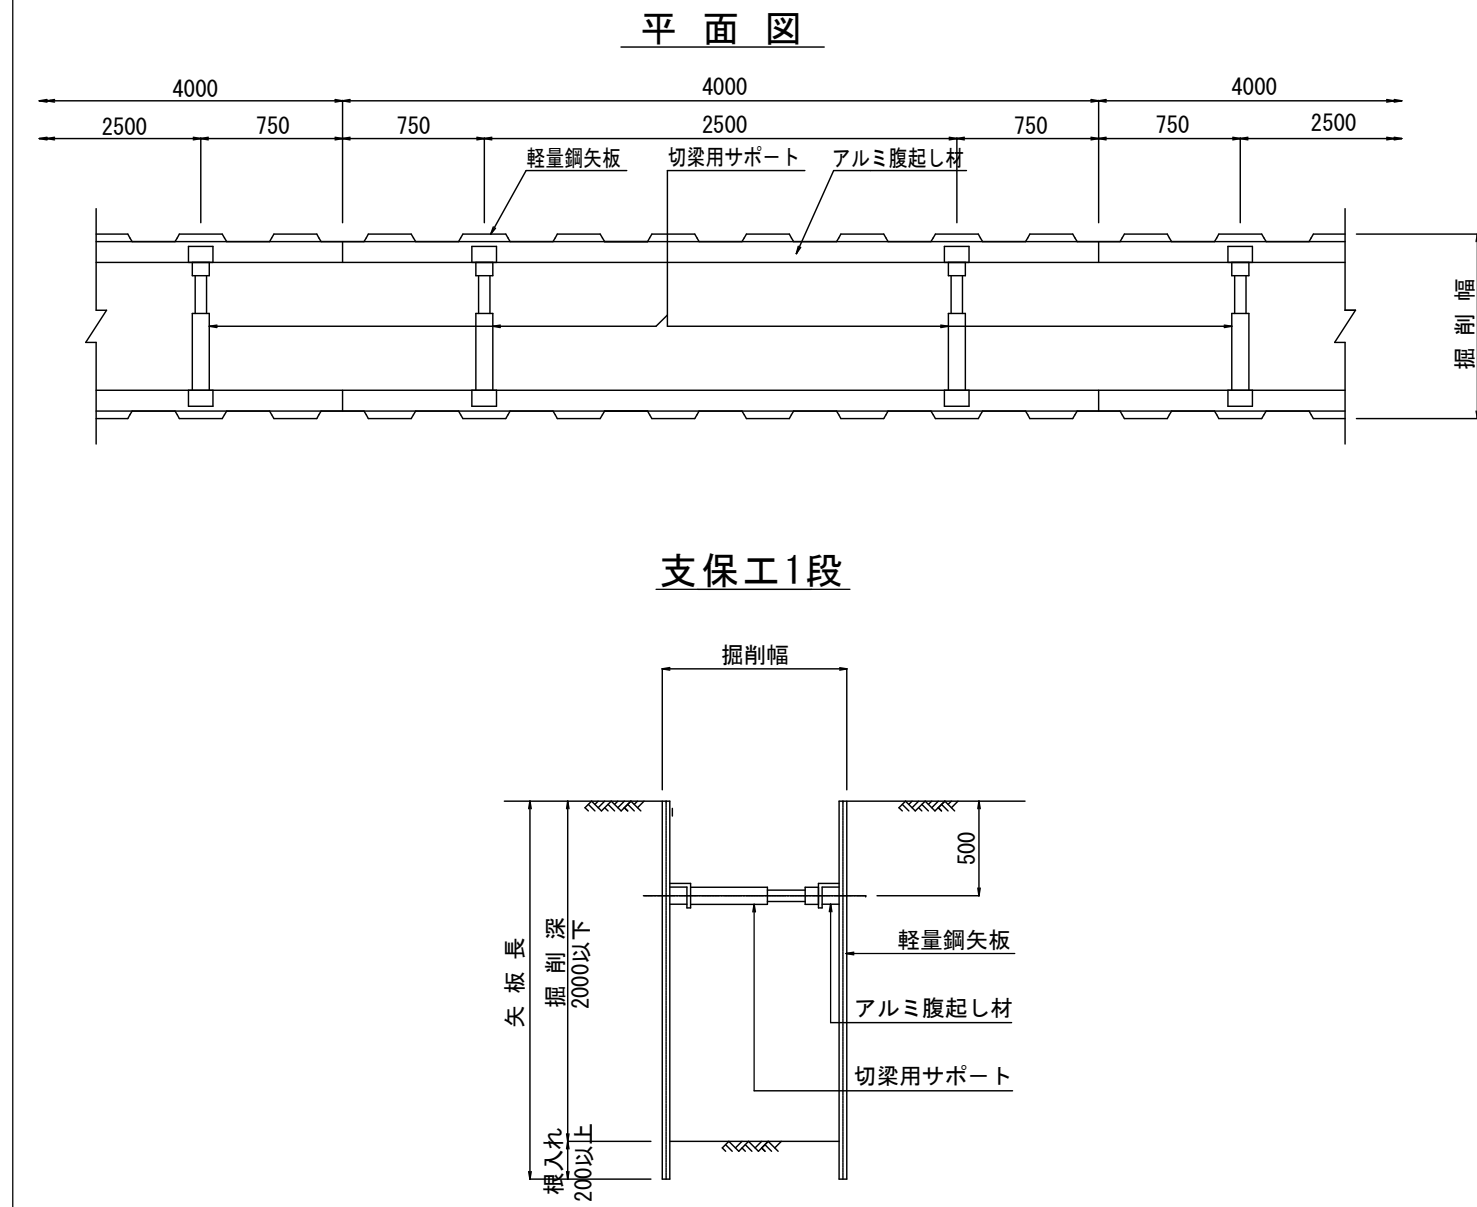 平面図
4000 4000 4000
2500 750 750 2500 750 750 2500
軽量鋼矢板 切梁用サポート アルミ腹起し材
掘削幅
支保工1段
掘削幅
500
矢板長
掘削深
2000以下
軽量鋼矢板
アルミ腹起し材
切梁用サポート
根入れ
200以上